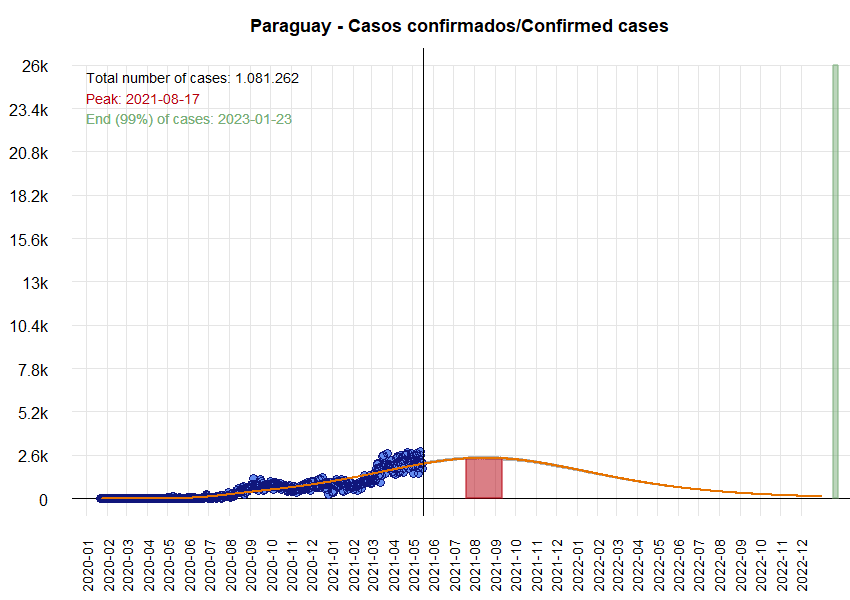 Paraguay - Casos confirmados/Confirmed cases
Total number of cases: 1.081.262
Peak: 2021-08-17
End (99%) of cases: 2023-01-23
26k
23.4k
20.8k
18.2k
15.6k
13k
10.4k
7.8k
5.2k
2.6k
0
2020-01
2020-02
2020-03
2020-04
2020-05
2020-06
2020-07
2020-08
2020-09
2020-10
2020-11
2020-12
2021-01
2021-02
2021-03
2021-04
2021-05
2021-06
2021-07
2021-08
2021-09
2021-10
2021-11
2021-12
2022-01
2022-02
2022-03
2022-04
2022-05
2022-06
2022-07
2022-08
2022-09
2022-10
2022-11
2022-12